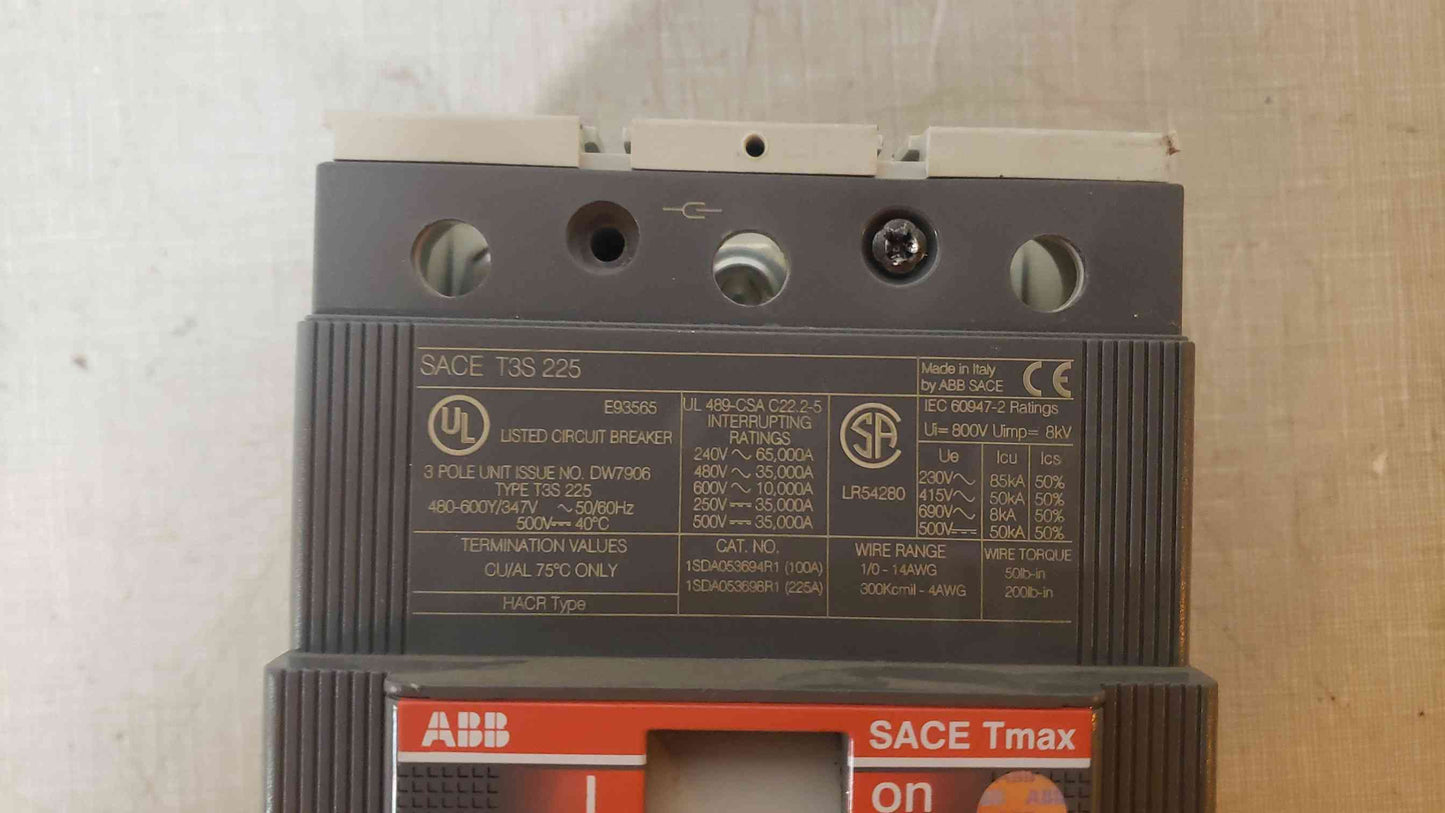 SACE T3S 225
Made in Italy
by ABB SACE
CE
UL
E93565
LISTED CIRCUIT BREAKER
3 POLE UNIT ISSUE NO. DW7906
TYPE T3S 225
480-600Y/347V ~ 50/60Hz
500V⎓ 40°C
UL 489-CSA C22.2-5
INTERRUPTING
RATINGS
240V ~ 65,000A
480V ~ 35,000A
600V ~ 10,000A
250V ⎓ 35,000A
500V ⎓ 35,000A
SA
LR54280
IEC 60947-2 Ratings
Ui= 800V Uimp= 8kV
Ue Icu Ics
230V~ 85kA 50%
415V~ 50kA 50%
690V~ 8kA 50%
500V⎓ 50kA 50%
TERMINATION VALUES
CU/AL 75°C ONLY
HACR Type
CAT. NO.
1SDA053694R1 (100A)
1SDA053698R1 (225A)
WIRE RANGE
1/0 - 14AWG
300Kcmil - 4AWG
WIRE TORQUE
50lb-in
200lb-in
ABB
SACE Tmax
I
on
ABB